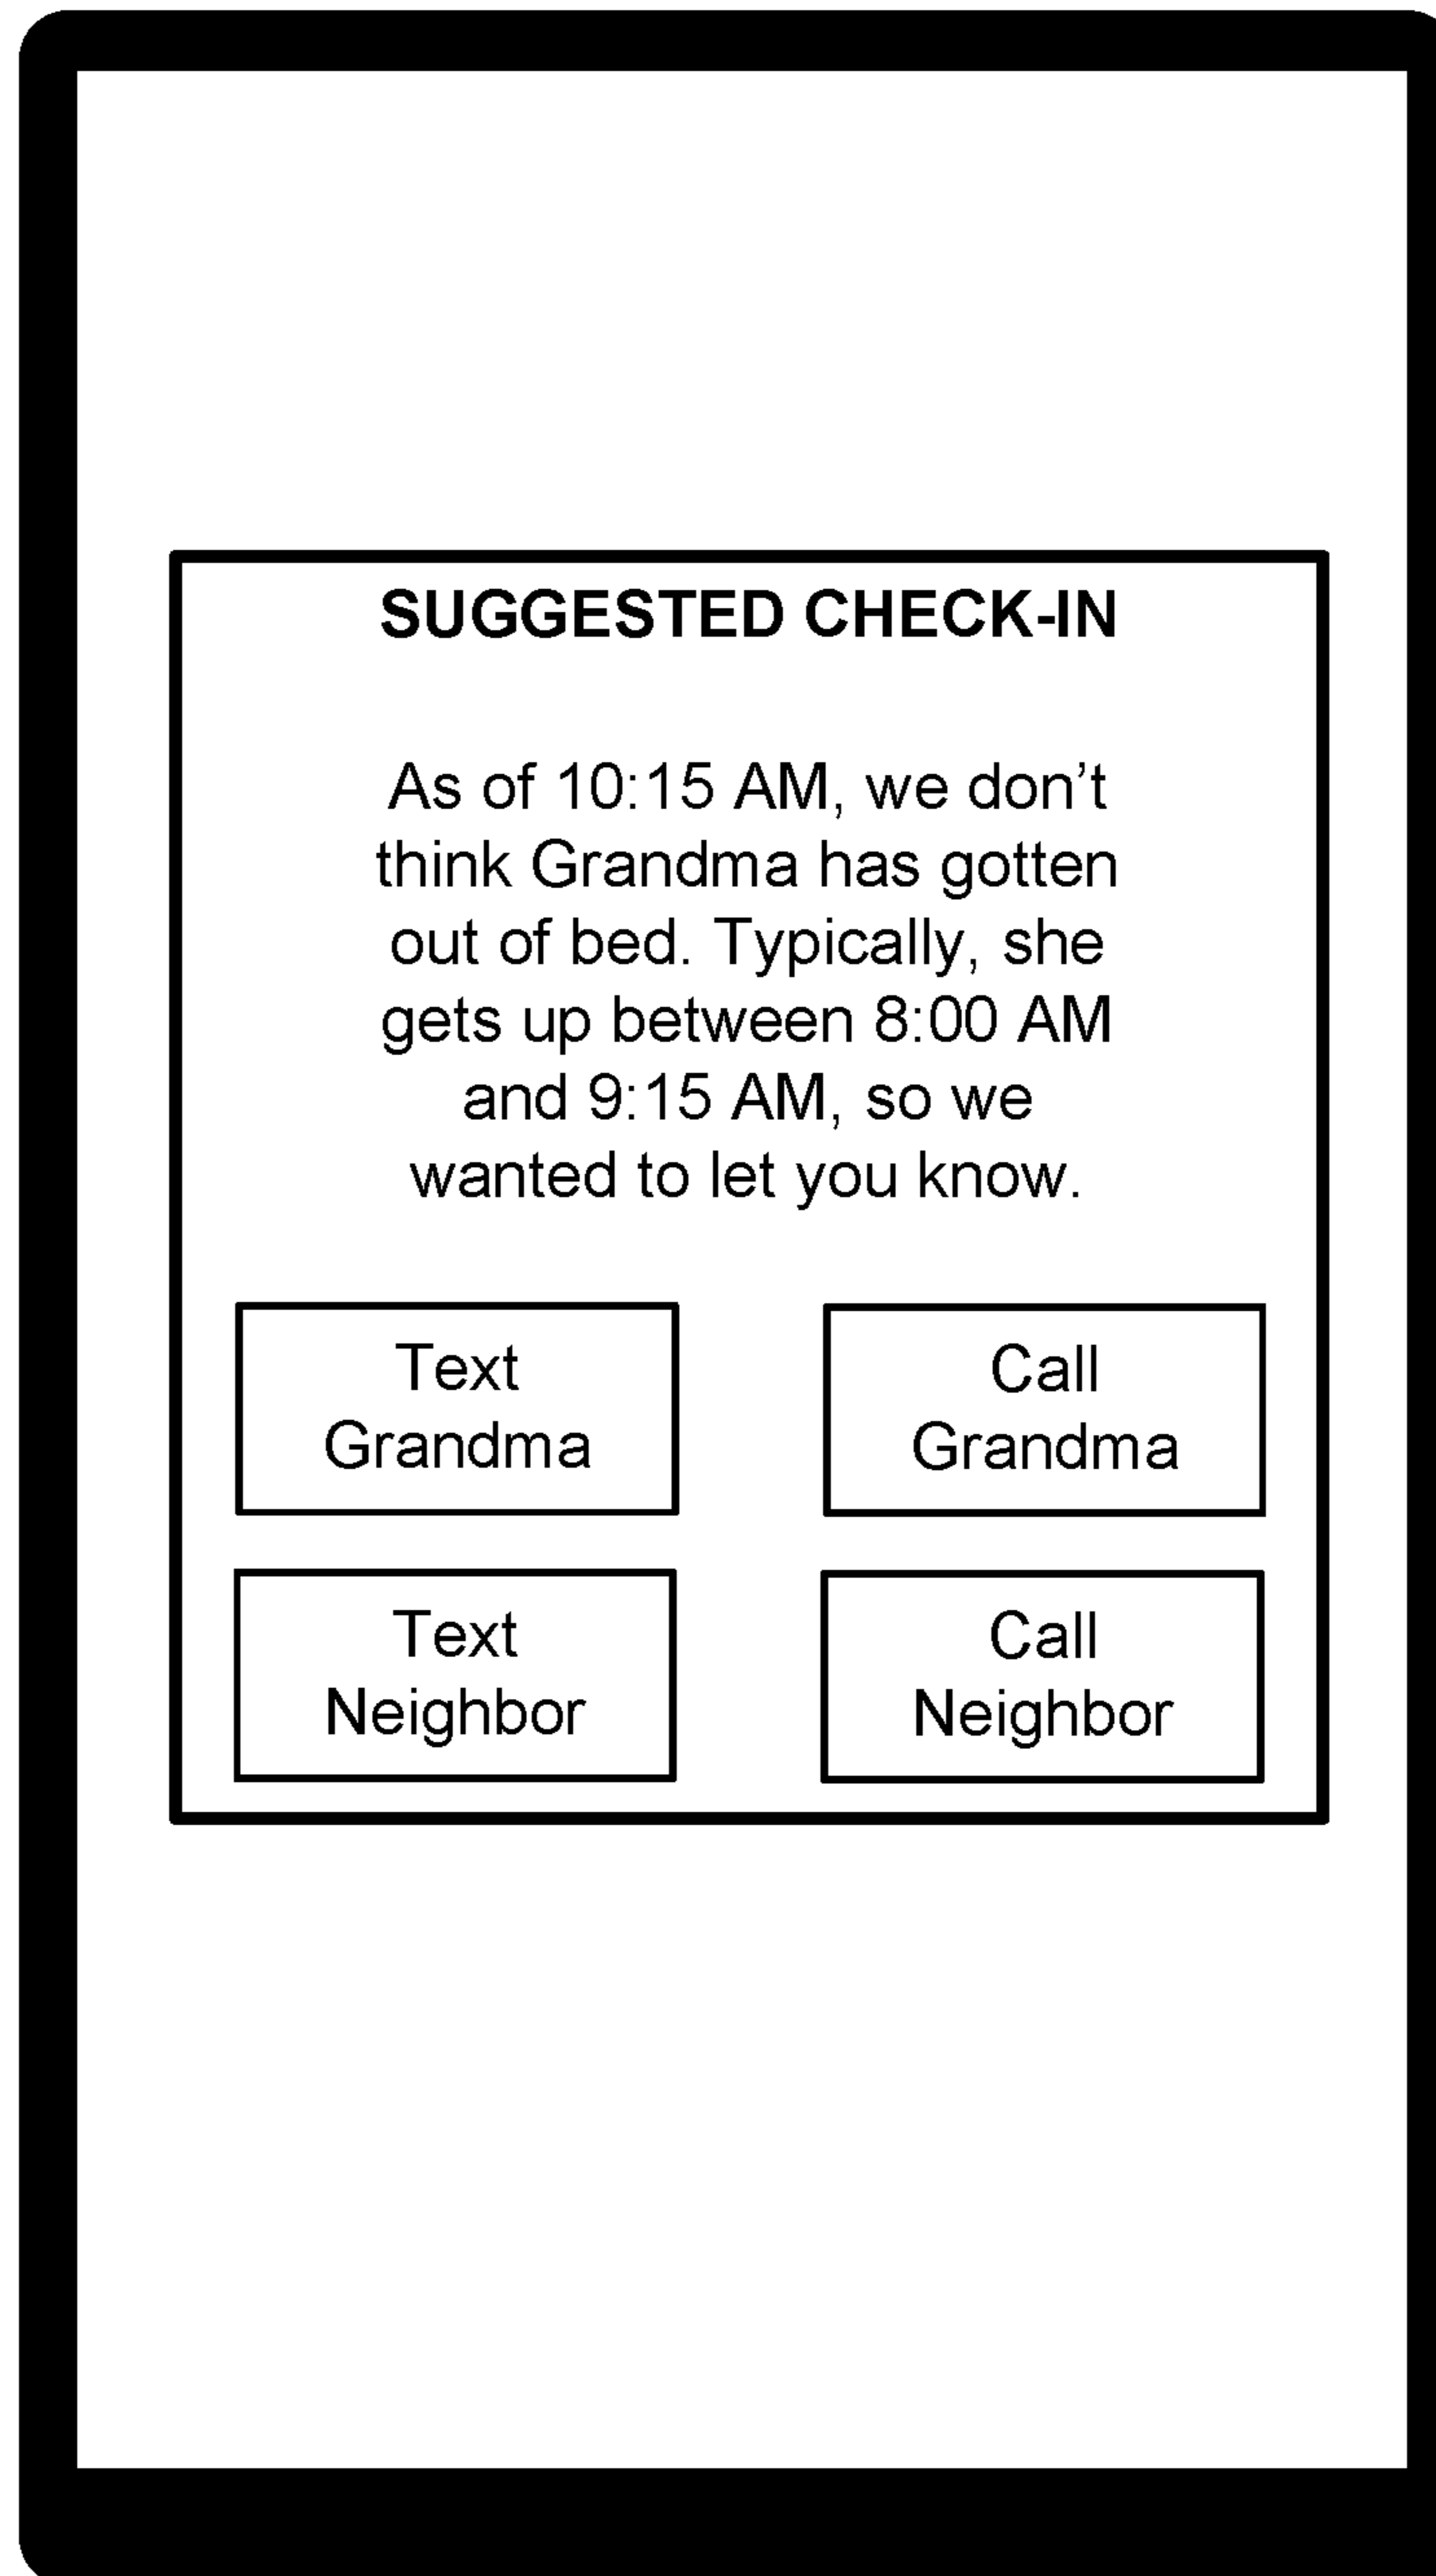 SUGGESTED CHECK-IN
As of 10:15 AM, we don't
think Grandma has gotten
out of bed. Typically, she
gets up between 8:00 AM
and 9:15 AM, so we
wanted to let you know.
Text
Grandma
Call
Grandma
Text
Neighbor
Call
Neighbor